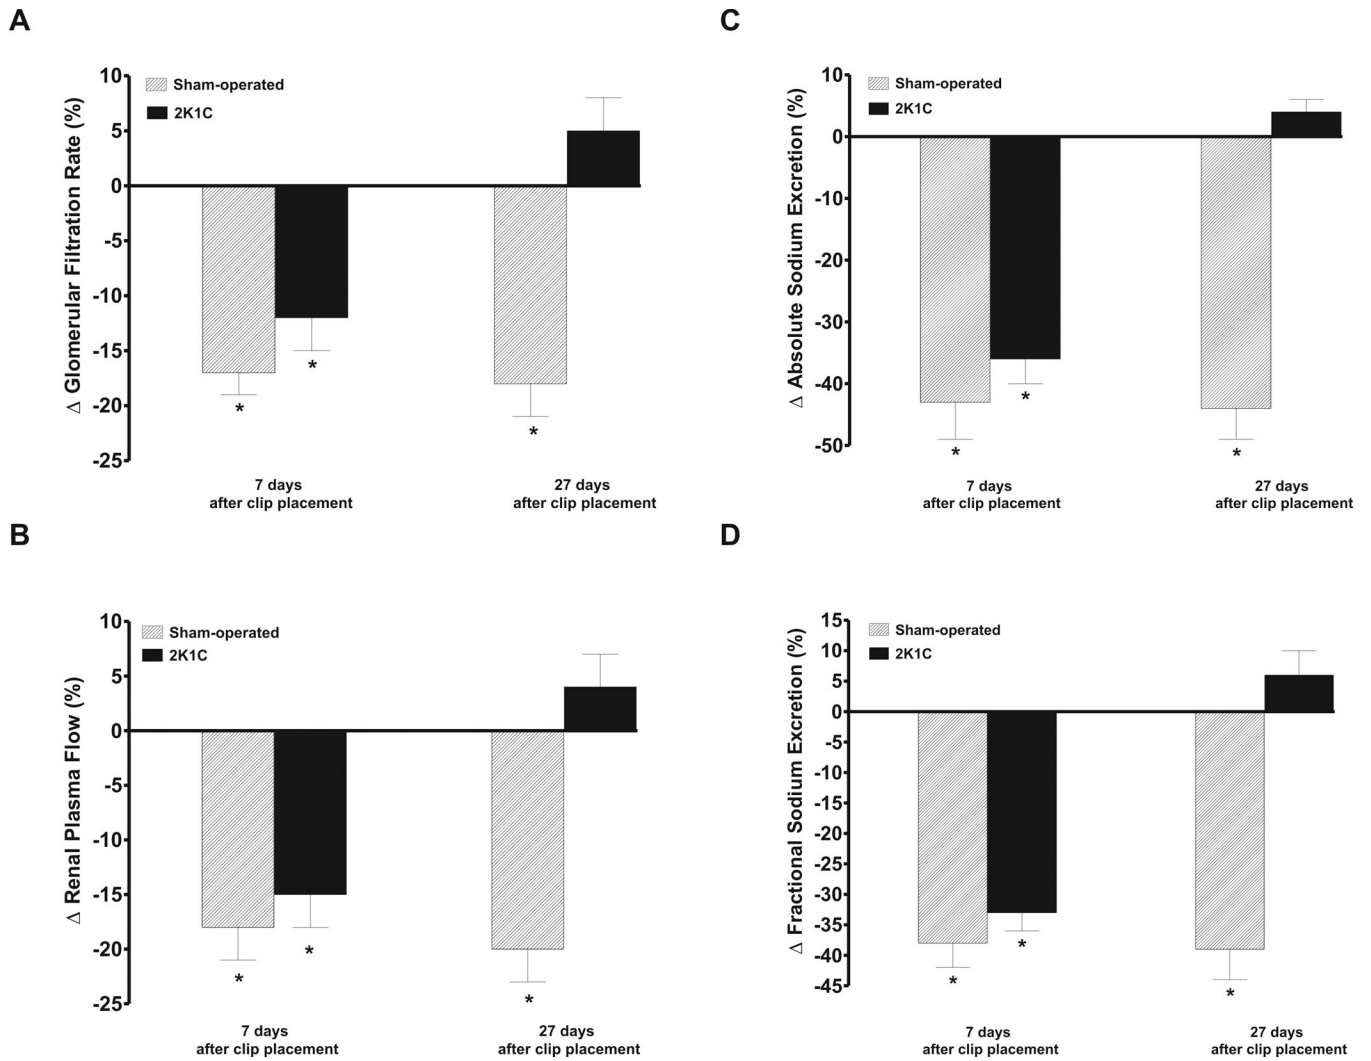 A
10
5
0
-5
-10
-15
-20
-25
Δ Glomerular Filtration Rate (%)
Sham-operated
2K1C
*
*
*
7 days
after clip placement
27 days
after clip placement
C
10
0
-10
-20
-30
-40
-50
Δ Absolute Sodium Excretion (%)
Sham-operated
2K1C
*
*
*
7 days
after clip placement
27 days
after clip placement
B
10
5
0
-5
-10
-15
-20
-25
Δ Renal Plasma Flow (%)
Sham-operated
2K1C
*
*
*
7 days
after clip placement
27 days
after clip placement
D
15
10
5
0
-5
-10
-15
-20
-25
-30
-35
-40
-45
Δ Fractional Sodium Excretion (%)
Sham-operated
2K1C
*
*
*
7 days
after clip placement
27 days
after clip placement